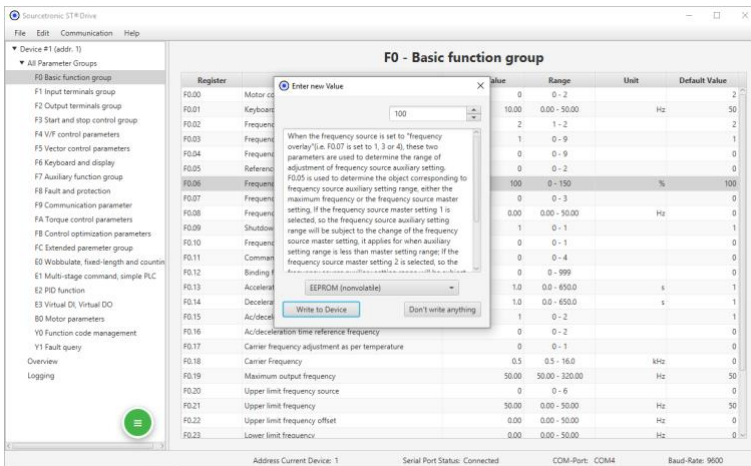 Sourcetronic ST®Drive
File Edit Communication Help
Device #1 (addr. 1)
All Parameter Groups
F0 Basic function group
F1 Input terminals group
F2 Output terminals group
F3 Start and stop control group
F4 V/F control parameters
F5 Vector control parameters
F6 Keyboard and display
F7 Auxiliary function group
F8 Fault and protection
F9 Communication parameter
FA Torque control parameters
FB Control optimization parameters
FC Extended paremeter group
E0 Wobbulate, fixed-length and countin
E1 Multi-stage command, simple PLC
E2 PID function
E3 Virtual DI, Virtual DO
B0 Motor parameters
Y0 Function code management
Y1 Fault query
Overview
Logging
F0 - Basic function group
Register alue Range Unit Default Value
F0.00 Motor co 0 0 - 2 2
F0.01 Keyboar 10.00 0.00 - 50.00 Hz 50
F0.02 Frequenc 2 1 - 2 2
F0.03 Frequenc 1 0 - 9 1
F0.04 Frequenc 0 0 - 9 0
F0.05 Referenc 0 0 - 2 0
F0.06 Frequenc 100 0 - 150 % 100
F0.07 Frequenc 0 0 - 3 0
F0.08 Frequenc 0.00 0.00 - 50.00 Hz 0
F0.09 Shutdow 1 0 - 1 1
F0.10 Frequenc 0 0 - 1 0
F0.11 Comman 0 0 - 4 0
F0.12 Binding f 0 0 - 999 0
F0.13 Accelerat 1.0 0.0 - 650.0 s 1
F0.14 Decelera 1.0 0.0 - 650.0 s 1
F0.15 Ac/decel 1 0 - 2 1
F0.16 Ac/deceleration time reference frequency 0 0 - 2 0
F0.17 Carrier frequency adjustment as per temperature 0 0 - 1 0
F0.18 Carrier Frequency 0.5 0.5 - 16.0 kHz 0
F0.19 Maximum output frequency 50.00 50.00 - 320.00 Hz 50
F0.20 Upper limit frequency source 0 0 - 6 0
F0.21 Upper limit frequency 50.00 0.00 - 50.00 Hz 50
F0.22 Upper limit frequency offset 0.00 0.00 - 50.00 Hz 0
F0.23 Lower limit frequency 0.00 0.00 - 50.00 Hz 0
Enter new Value
100
When the frequency source is set to "frequency
overlay"(i.e. F0.07 is set to 1, 3 or 4), these two
parameters are used to determine the range of
adjustment of frequency source auxiliary setting.
F0.05 is used to determine the object corresponding to
frequency source auxiliary setting range, either the
maximum frequency or the frequency source master
setting, If the frequency source master setting 1 is
selected, so the frequency source auxiliary setting
range will be subject to the change of the frequency
source master setting, it applies for when auxiliary
setting range is less than master setting range; If the
frequency source master setting 2 is selected, so the
frequency source auxiliary setting range will be subject
EEPROM (nonvolatile)
Write to Device Don't write anything
Address Current Device: 1 Serial Port Status: Connected COM-Port: COM4 Baud-Rate: 9600